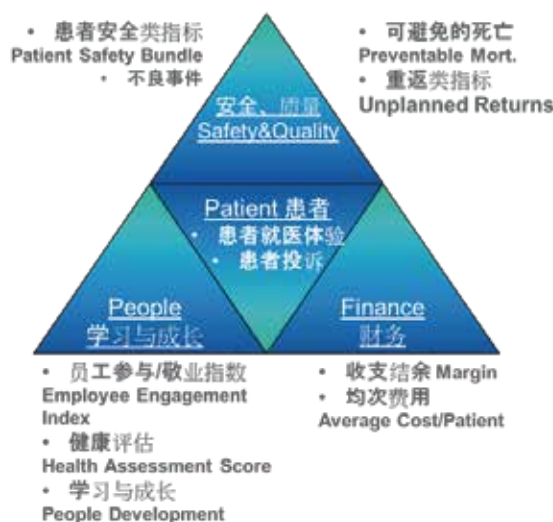 • 患者安全类指标
Patient Safety Bundle
• 不良事件
• 可避免的死亡
Preventable Mort.
• 重返类指标
Unplanned Returns
安全、质量
Safety&Quality
Patient 患者
• 患者就医体验
• 患者投诉
People
学习与成长
Finance
财务
• 员工参与/敬业指数
Employee Engagement
Index
• 健康评估
Health Assessment Score
• 学习与成长
People Development
• 收支结余 Margin
• 均次费用
Average Cost/Patient